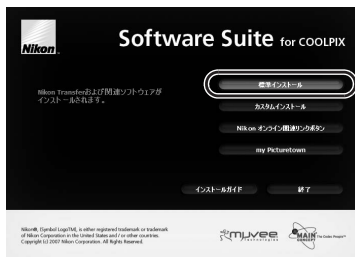 Nikon
Software Suite for COOLPIX
標準インストール
Nikon Transferおよび関連ソフトウェアが
インストールされます。
カスタムインストール
Nikon オンライン関連リンクボタン
my Picturetown
インストールガイド
終了
Nikon®, (Symbol Logo)TM, is either registered trademark or trademark
of Nikon Corporation in the United States and / or other countries.
Copyright (c) 2007 Nikon Corporation. All Rights Reserved.
muvee
Technologies
MAIN
CONCEPT
The Codec People™